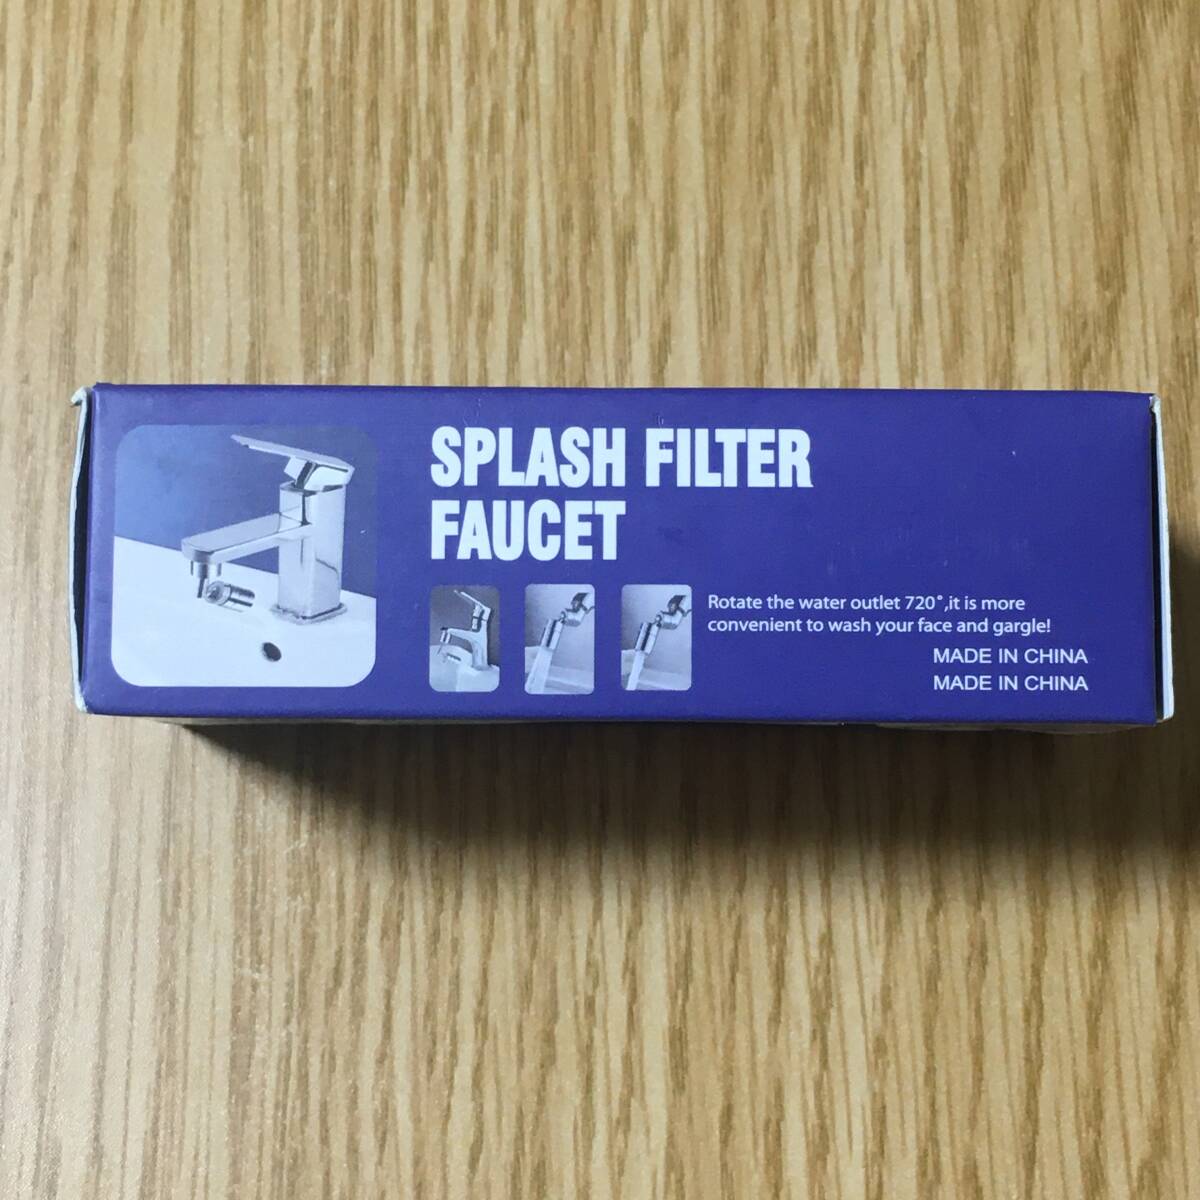 SPLASH FILTER
FAUCET
Rotate the water outlet 720°,it is more
convenient to wash your face and gargle!
MADE IN CHINA
MADE IN CHINA